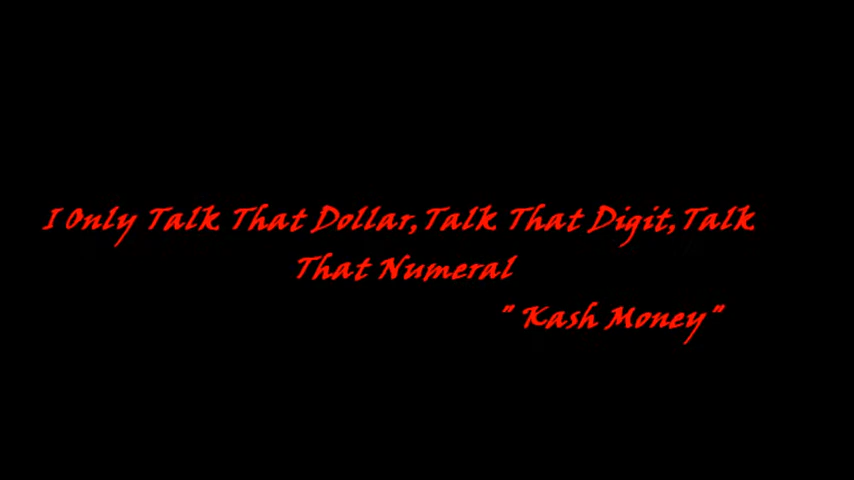 I Only Talk That Dollar,Talk That Digit,Talk
That Numeral
" Kash Money "